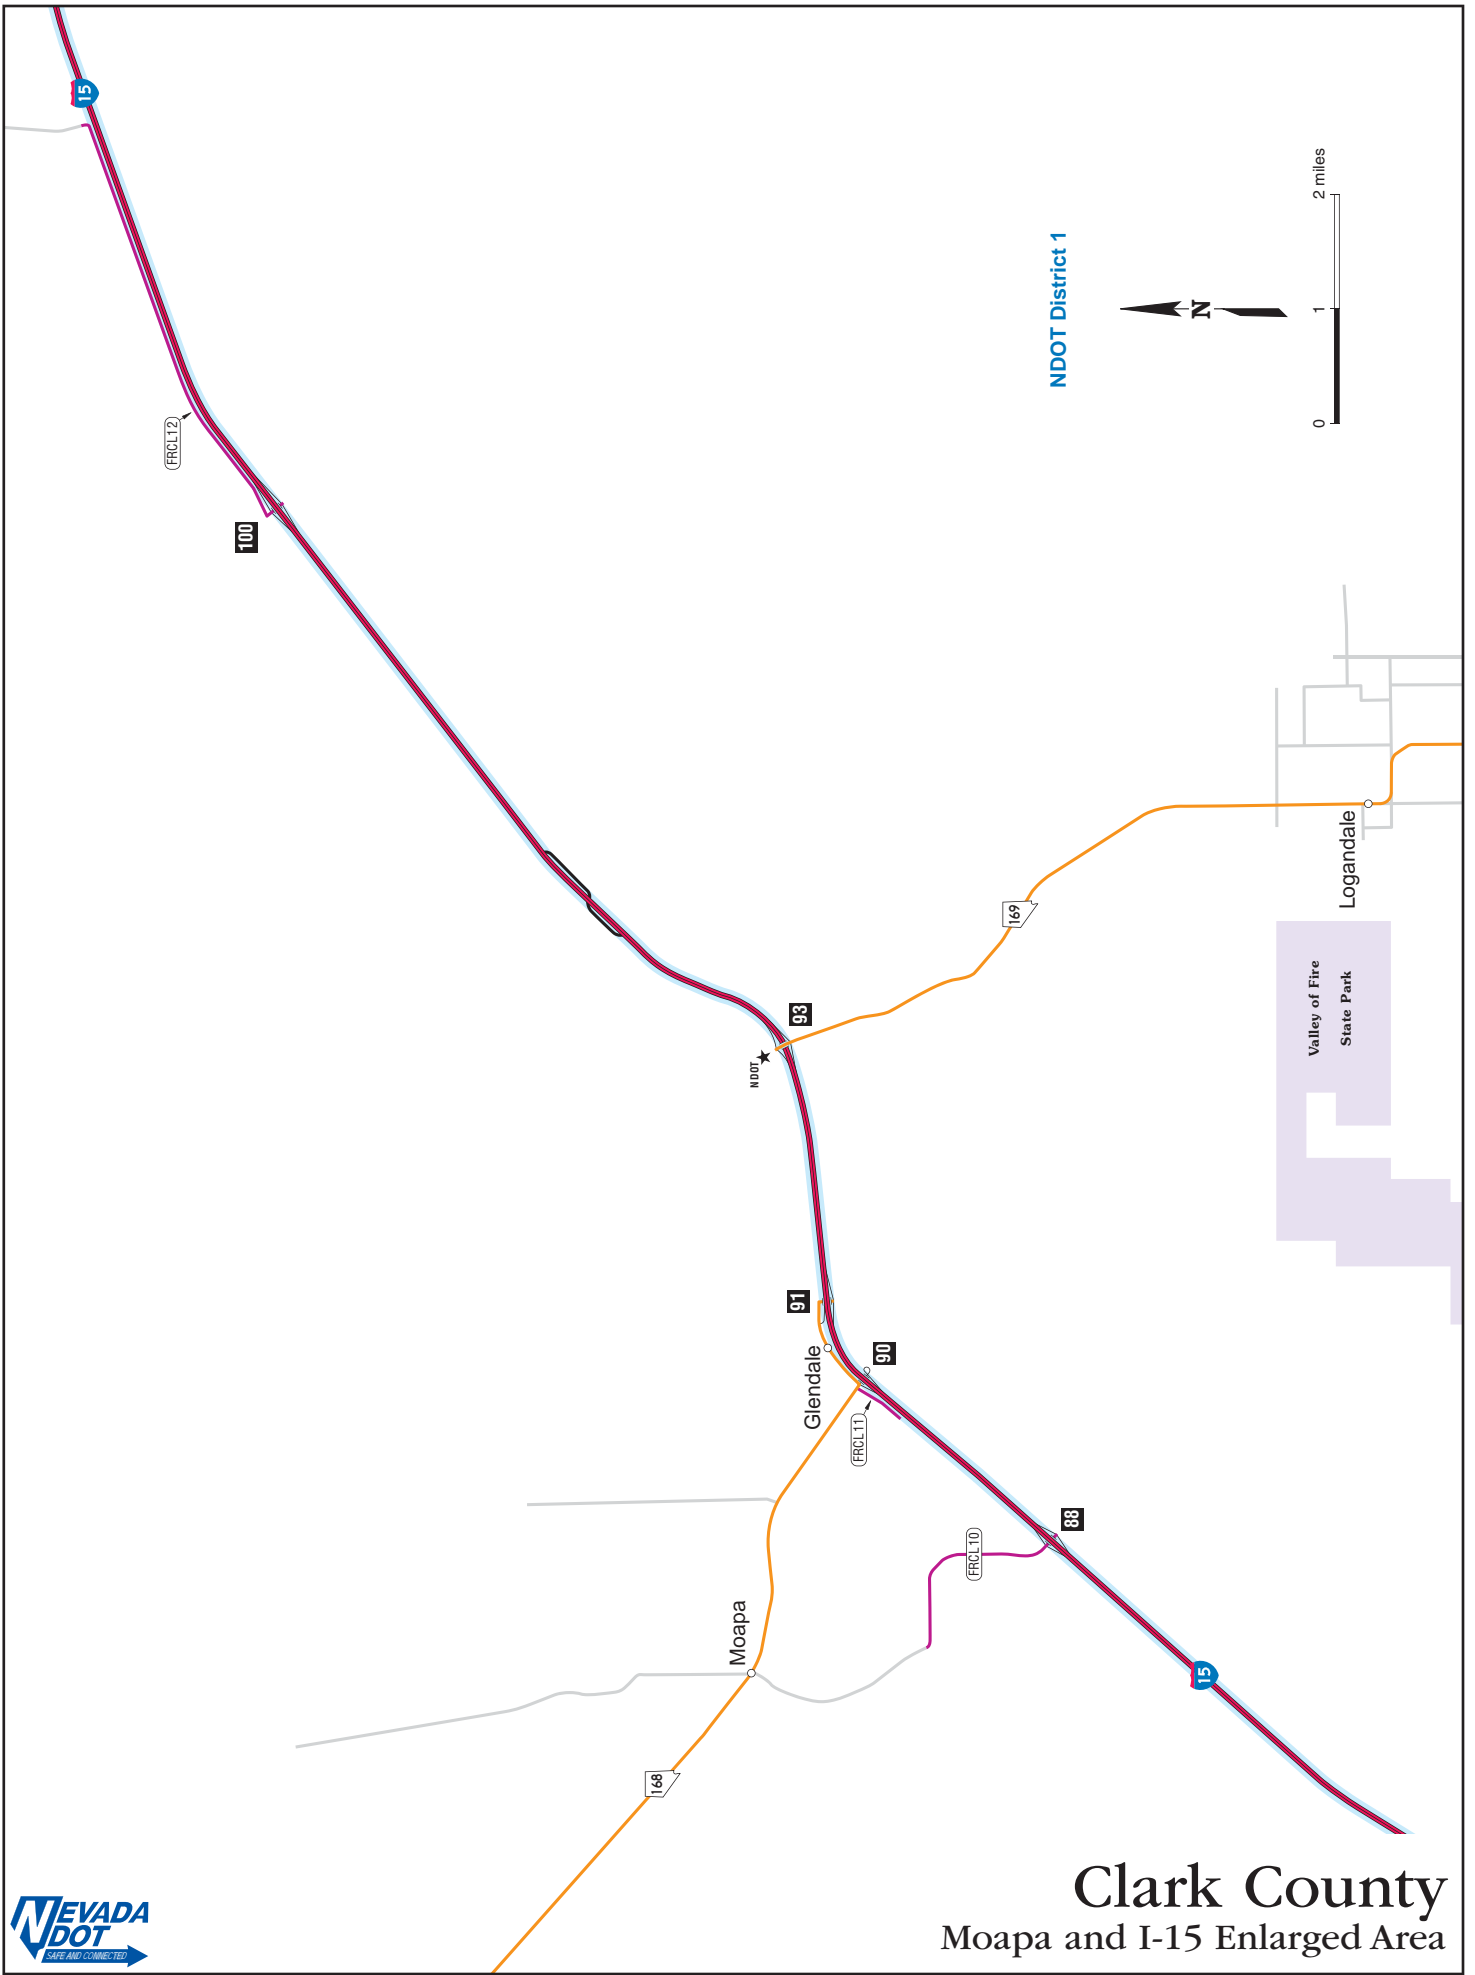 15
FRCL12
100
2 miles
1
0
NDOT District 1
N
Logandale
169
Valley of Fire
State Park
93
NDOT
91
Glendale
90
FRCL11
88
FRCL10
Moapa
15
168
NEVADA
DOT
SAFE AND CONNECTED
Clark County
Moapa and I-15 Enlarged Area